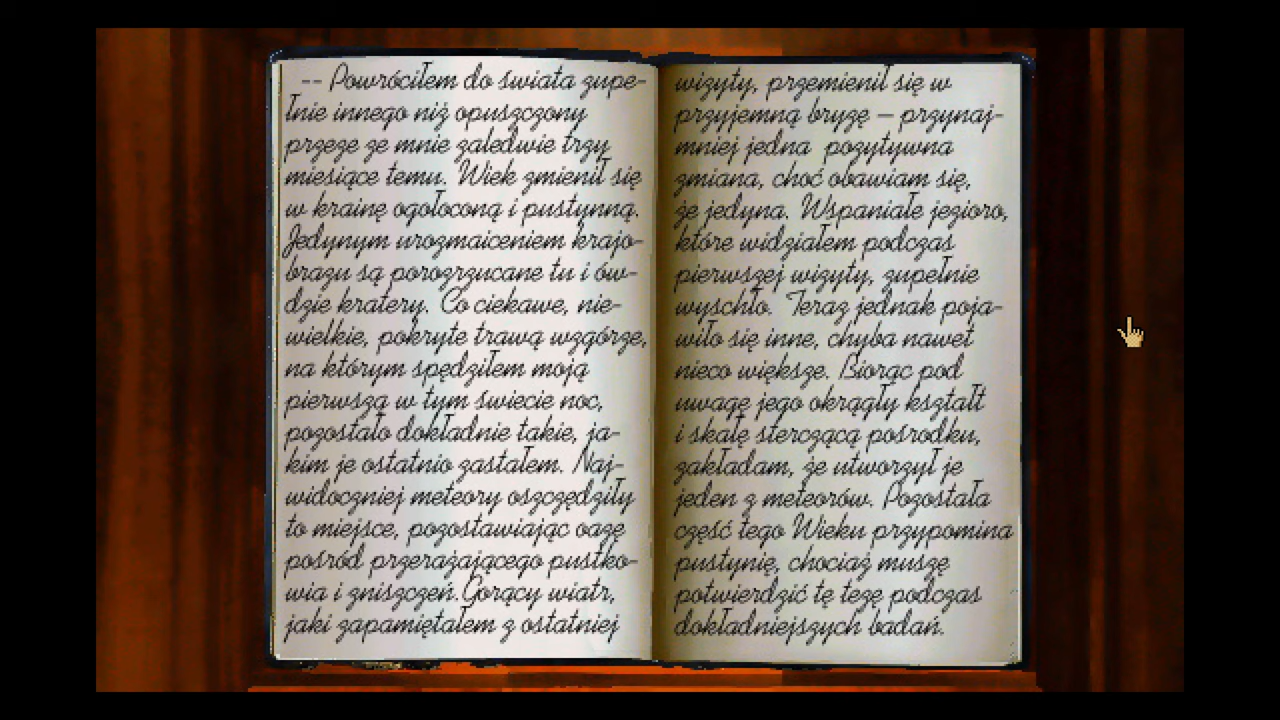 -- Powróciłem do świata zupe-
łnie innego niż opuszczony
przeze ze mnie zaledwie trzy
miesiące temu. Wiek zmienił się
w krainę ogołoconą i pustynną.
Jedynym urozmaiceniem krajo-
brazu są porozrzucane tu i ów-
dzie kratery. Co ciekawe, nie-
wielkie, pokryte trawą wzgórze,
na którym spędziłem moją
pierwszą w tym świecie noc,
pozostało dokładnie takie, ja-
kim je ostatnio zastałem. Naj-
widoczniej meteory oszczędziły
to miejsce, pozostawiając oazę
pośród przerażającego pustko-
wia i zniszczeń. Gorący wiatr,
jaki zapamiętałem z ostatniej
wizyty, przemienił się w
przyjemną bryzę – przynaj-
mniej jedna pozytywna
zmiana, choć obawiam się,
że jedyna. Wspaniałe jezioro,
które widziałem podczas
pierwszej wizyty, zupełnie
wyschło. Teraz jednak poja-
wiło się inne, chyba nawet
nieco większe. Biorąc pod
uwagę jego okrągły kształt
i skałę sterczącą pośrodku,
zakładam, że utworzył je
jeden z meteorów. Pozostała
część tego Wieku przypomina
pustynię, chociaż muszę
potwierdzić tę tezę podczas
dokładniejszych badań.